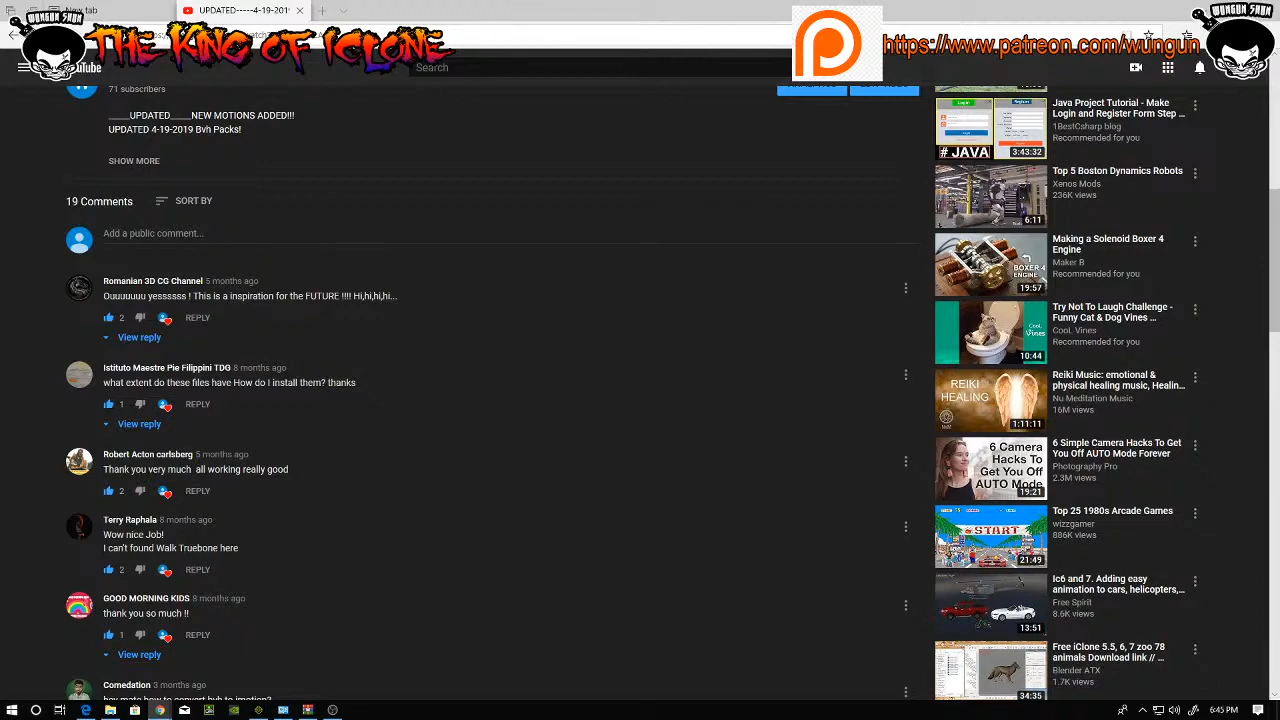 New tab
UPDATED-----4-19-201
WUNGUN SHUN
THE KING OF ICLONE
https://www.patreon.com/wungun
WUNGUN SHUN
Search
71 subscribers
_____UPDATED_____NEW MOTIONS ADDED!!!
UPDATED 4-19-2019 Bvh Rocks!!
SHOW MORE
19 Comments
SORT BY
Add a public comment...
Romanian 3D CG Channel 5 months ago
Ouuuuuuu yessssss ! This is a inspiration for the FUTURE !!!! Hi,hi,hi,hi...
2
REPLY
View reply
Istituto Maestre Pie Filippini TDG 8 months ago
what extent do these files have How do I install them? thanks
1
REPLY
View reply
Robert Acton carlsberg 5 months ago
Thank you very much all working really good
2
REPLY
Terry Raphala 8 months ago
Wow nice Job!
I can't found Walk Truebone here
2
REPLY
GOOD MORNING KIDS 8 months ago
thank you so much !!
1
REPLY
View reply
Compendition 3 months ago
Login
Register
# JAVA
3:43:32
Java Project Tutorial - Make
Login and Register Form Step ...
1BestCsharp blog
Recommended for you
6:11
Top 5 Boston Dynamics Robots
Xenos Mods
236K views
BOXER 4
ENGINE
19:57
Making a Solenoid Boxer 4
Engine
Maker B
Recommended for you
CooL
Vines
10:44
Try Not To Laugh Challenge -
Funny Cat & Dog Vines ...
CooL Vines
Recommended for you
REIKI
HEALING
1:11:11
Reiki Music: emotional &
physical healing music, Healin...
Nu Meditation Music
16M views
6 Camera
Hacks To
Get You Off
AUTO Mode
19:21
6 Simple Camera Hacks To Get
You Off AUTO Mode Forever
Photography Pro
2.3M views
START
21:49
Top 25 1980s Arcade Games
wizzgamer
886K views
13:51
Ic6 and 7. Adding easy
animation to cars, helicopters,...
Free Spirit
8.6K views
34:35
Free iClone 5.5, 6, 7 zoo 78
animals Download // ...
Blender ATX
1.7K views
6:45 PM